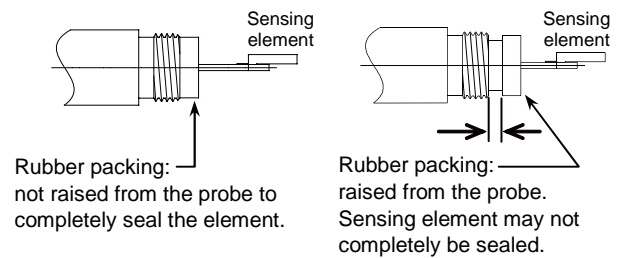 Sensing
element
Rubber packing:
not raised from the probe to
completely seal the element.
Sensing
element
Rubber packing:
raised from the probe.
Sensing element may not
completely be sealed.